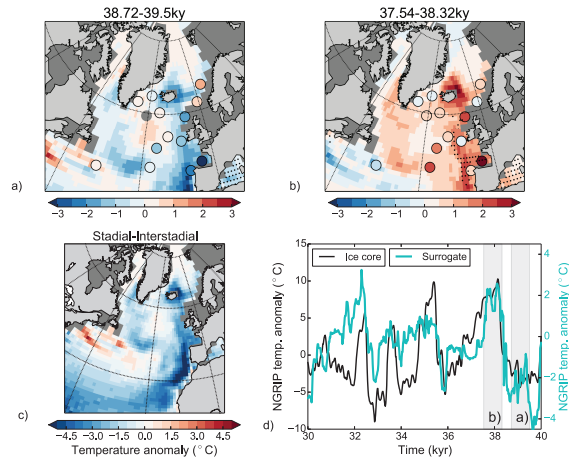 38.72-39.5ky
37.54-38.32ky
a)
−3 −2 −1 0 1 2 3
b)
−3 −2 −1 0 1 2 3
Stadial-Interstadial
c)
−4.5 −3.0 −1.5 0.0 1.5 3.0 4.5
Temperature anomaly (°C)
Ice core
Surrogate
NGRIP temp. anomaly (°C)
15
10
5
0
−5
−10
4
2
0
−2
−4
NGRIP temp. anomaly (°C)
b)
a)
30 32 34 36 38 40
d)
Time (kyr)